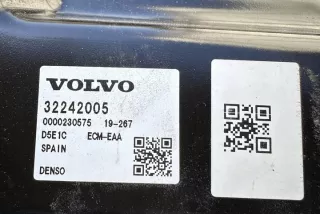 VOLVO
32242005
0000230575 19-267
D5E1C ECM-EAA
SPAIN
DENSO